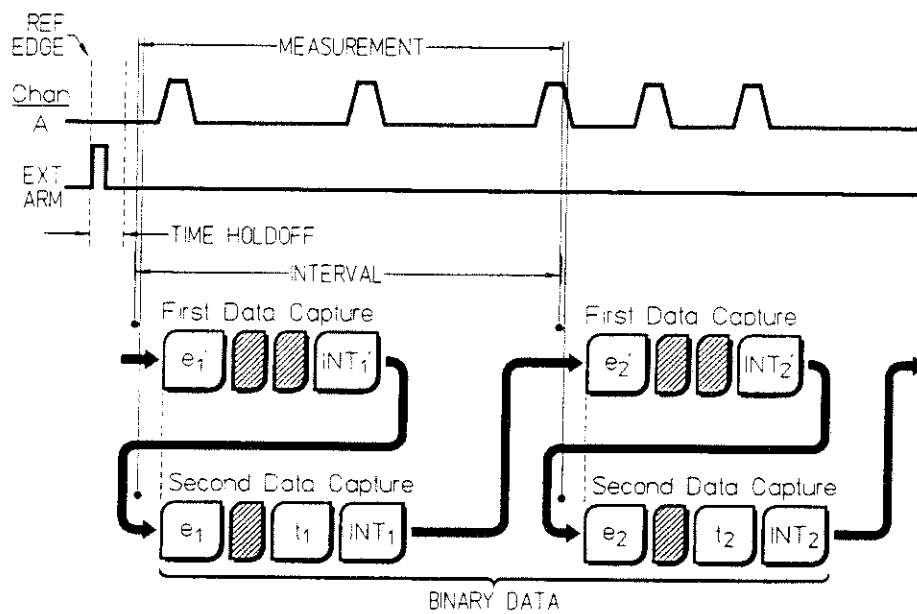 REF
EDGE
MEASUREMENT
Chan
A
EXT
ARM
TIME HOLDOFF
INTERVAL
First Data Capture
First Data Capture
e1′ INT1′
e2′ INT2′
Second Data Capture
Second Data Capture
e1 t1 INT1
e2 t2 INT2
BINARY DATA